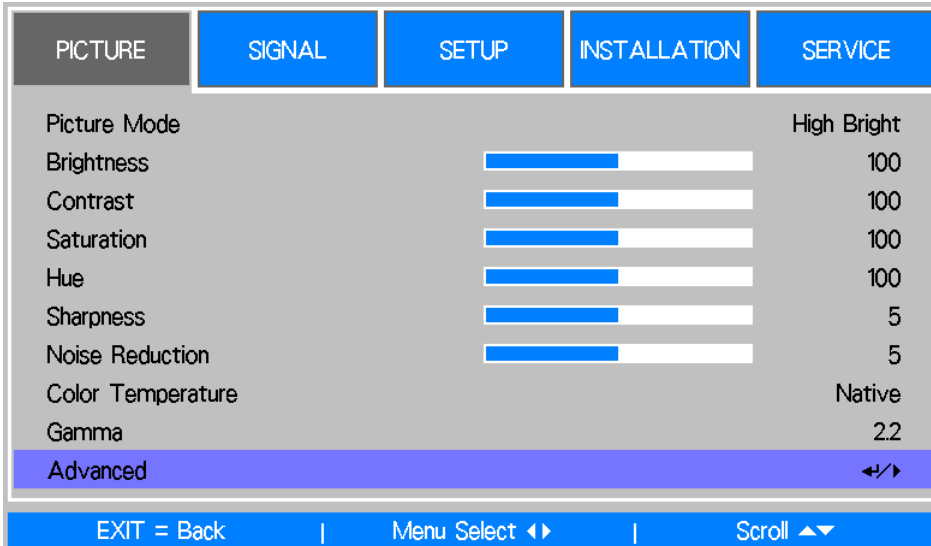 PICTURE SIGNAL SETUP INSTALLATION SERVICE
Picture Mode High Bright
Brightness 100
Contrast 100
Saturation 100
Hue 100
Sharpness 5
Noise Reduction 5
Color Temperature Native
Gamma 2.2
Advanced ↵/▶
EXIT = Back | Menu Select ◀▶ | Scroll ▲▼